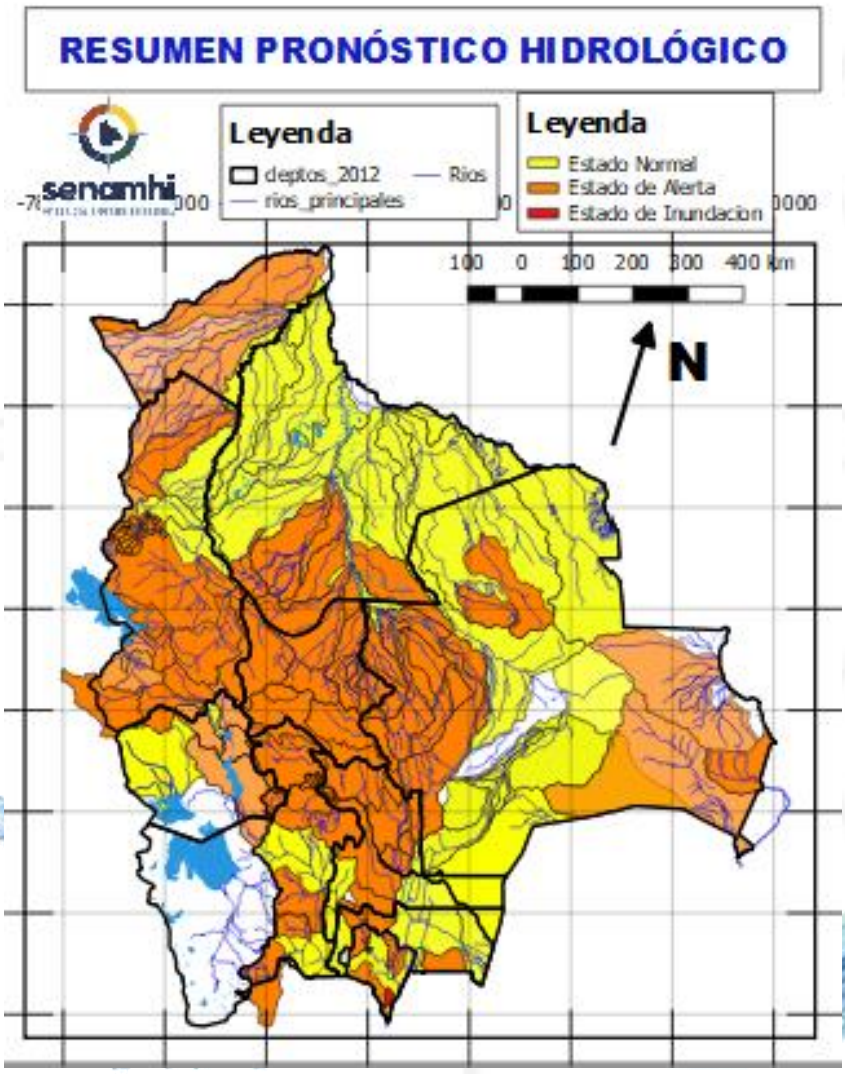 RESUMEN PRONÓSTICO HIDROLÓGICO
senamhi
Leyenda
deptos_2012 Rios
rios_principales
Leyenda
Estado Normal
Estado de Alerta
Estado de Inundacion
100 0 100 200 300 400 km
N